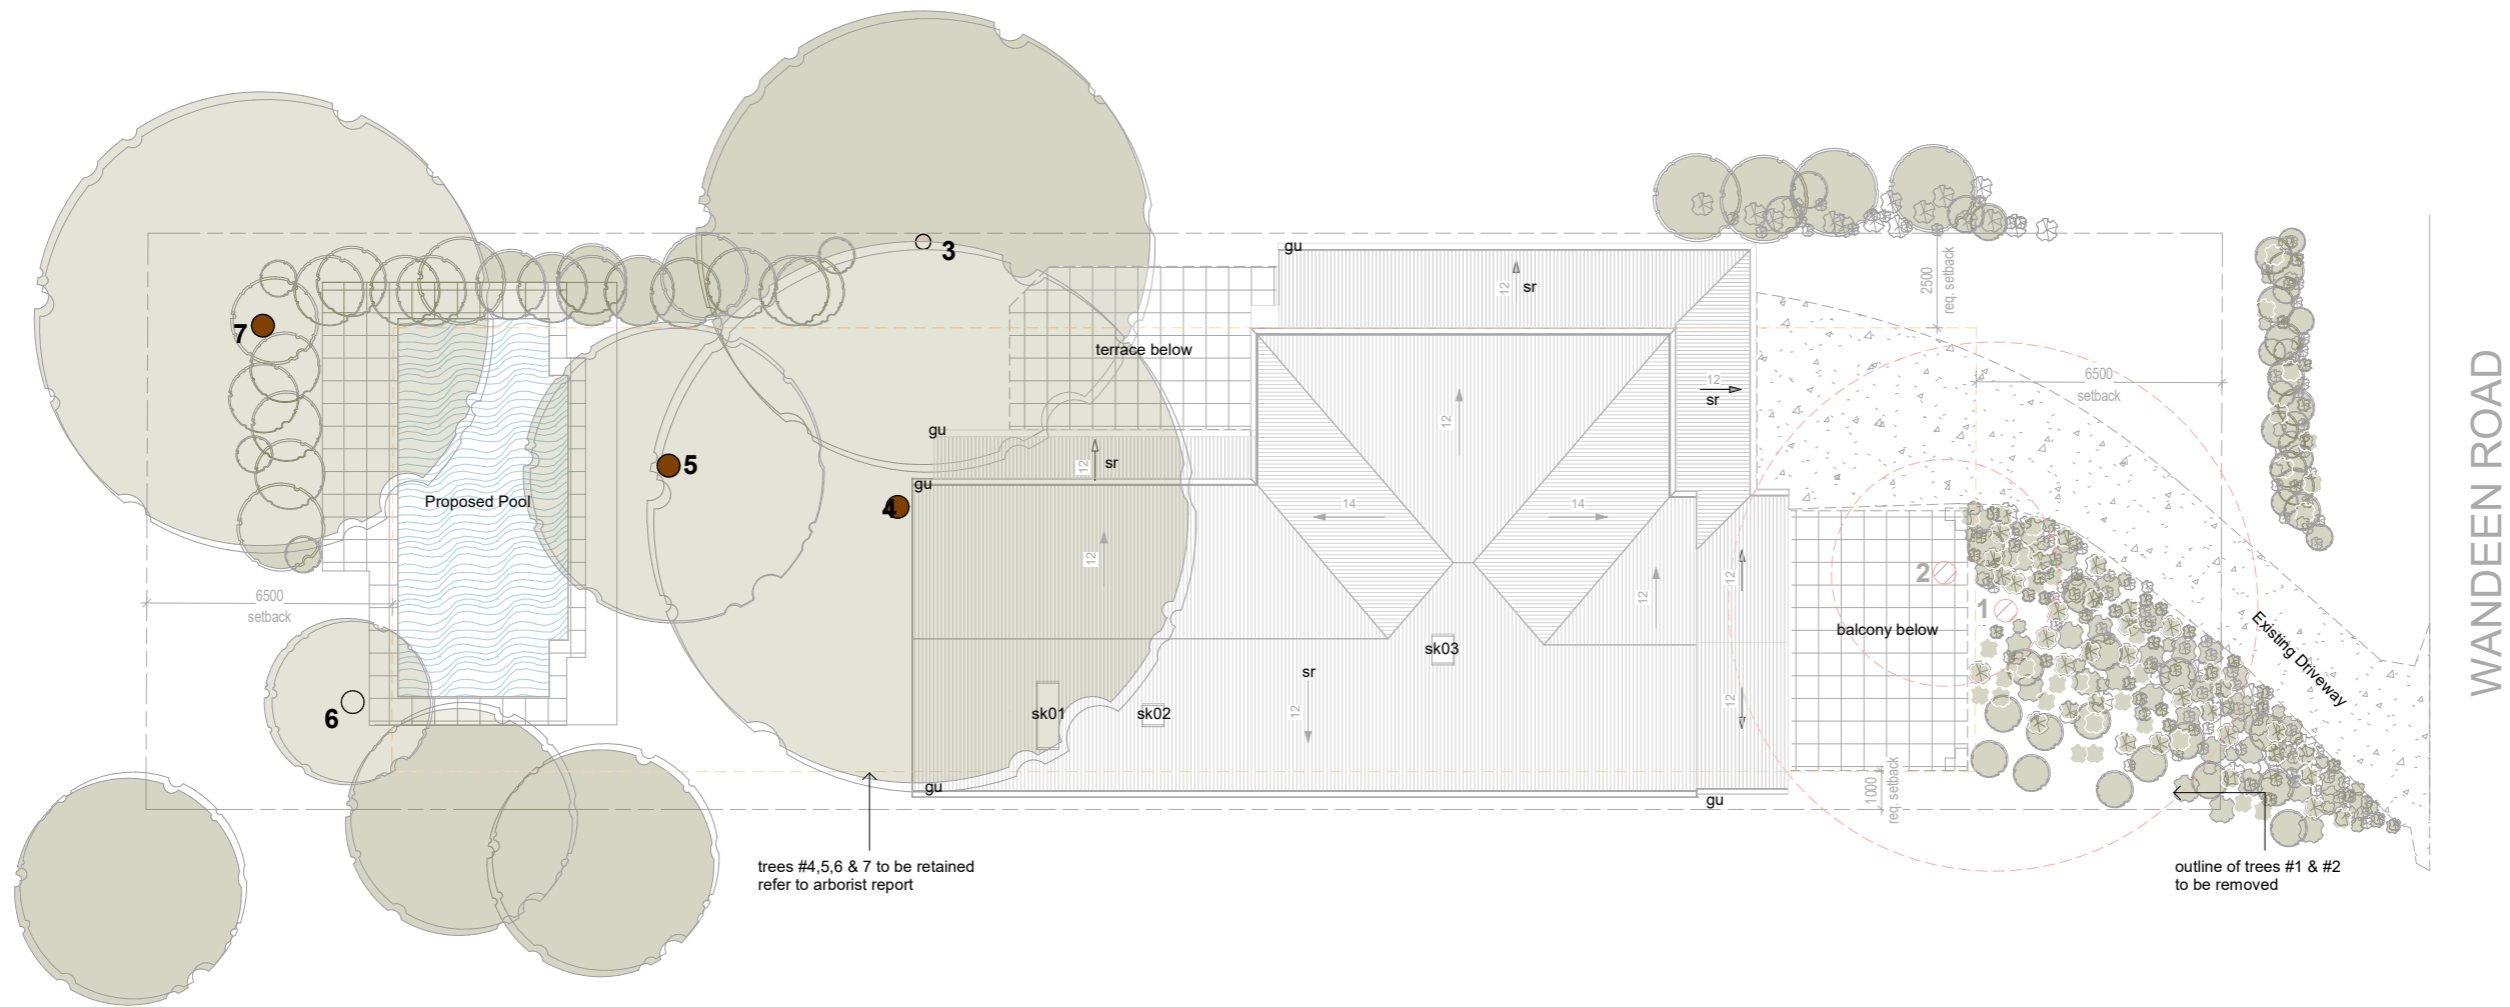 3
gu
12
sr
2500
req. setback
7
terrace below
12
sr
6500
setback
WANDEEN ROAD
12
gu
12
sr
5
gu
4
Proposed Pool
14
14
12
12
12
2
1
6500
setback
balcony below
Existing Driveway
sk03
sr
6
sk01
sk02
12
12
gu
gu
1000
req. setback
trees #4,5,6 & 7 to be retained
refer to arborist report
outline of trees #1 & #2
to be removed